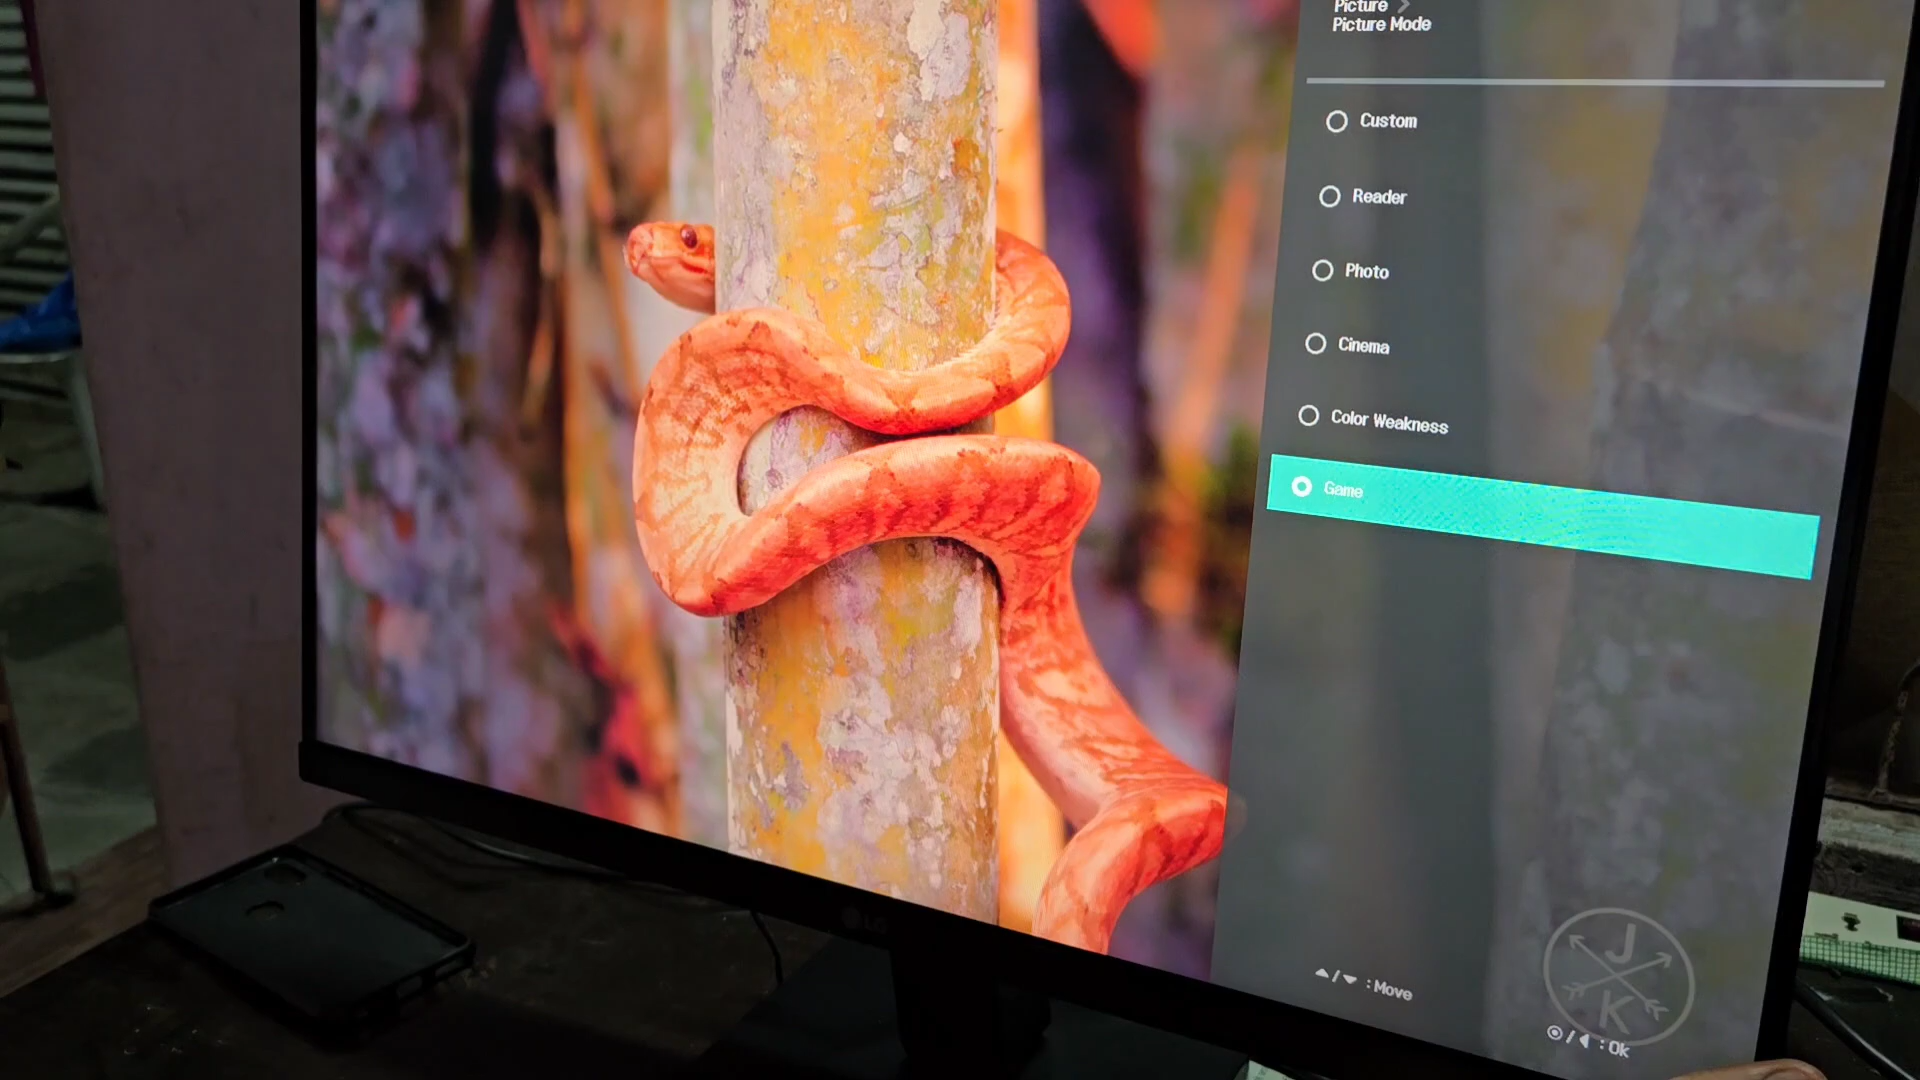 Picture >
Picture Mode
Custom
Reader
Photo
Cinema
Color Weakness
Game
LG
▲/▼ : Move
J
K
◉/◀ : Ok